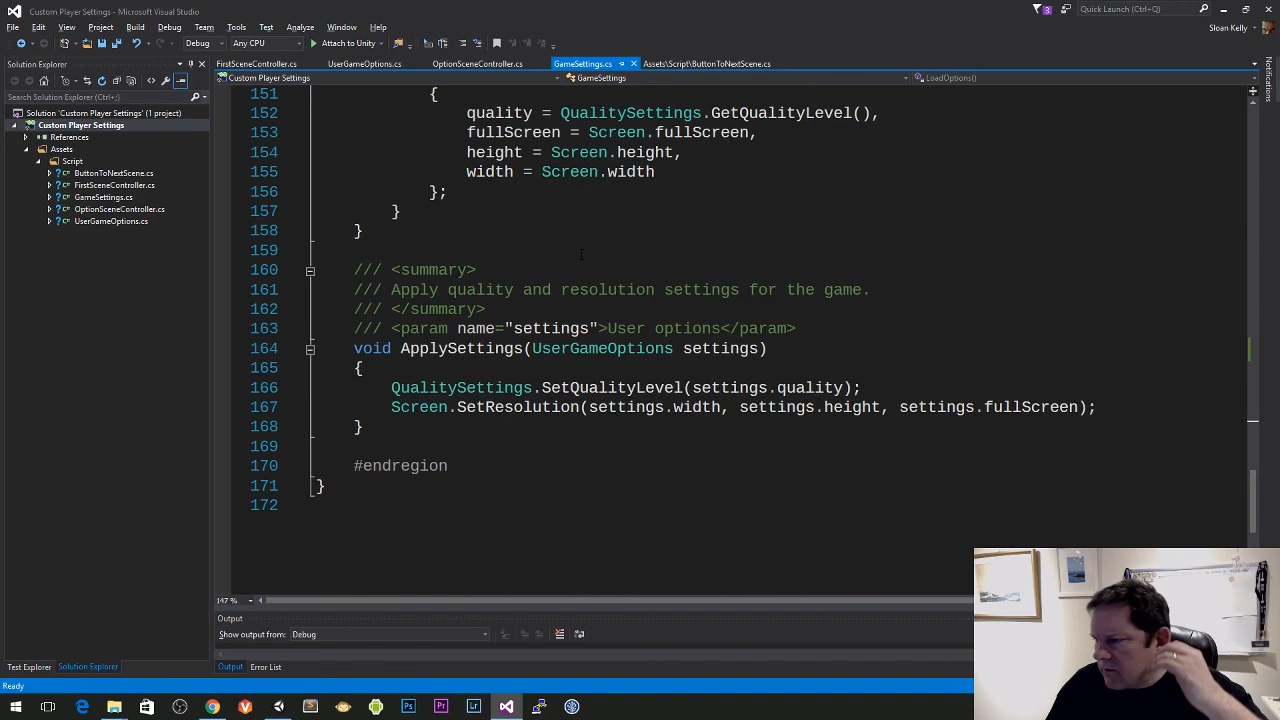 Custom Player Settings - Microsoft Visual Studio
3
Quick Launch (Ctrl+Q)
File Edit View Project Build Debug Team Tools Test Analyze Window Help
Sloan Kelly
Debug Any CPU Attach to Unity
Solution Explorer
FirstSceneController.cs UserGameOptions.cs OptionSceneController.cs GameSettings.cs Assets\Script\ButtonToNextScene.cs
Custom Player Settings GameSettings LoadOptions()
Notifications
Search Solution Explorer (Ctrl+;)
Solution 'Custom Player Settings' (1 project)
Custom Player Settings
References
Assets
Script
ButtonToNextScene.cs
FirstSceneController.cs
GameSettings.cs
OptionSceneController.cs
UserGameOptions.cs
151 {
152 quality = QualitySettings.GetQualityLevel(),
153 fullScreen = Screen.fullScreen,
154 height = Screen.height,
155 width = Screen.width
156 };
157 }
158 }
159
160 /// <summary>
161 /// Apply quality and resolution settings for the game.
162 /// </summary>
163 /// <param name="settings">User options</param>
164 void ApplySettings(UserGameOptions settings)
165 {
166 QualitySettings.SetQualityLevel(settings.quality);
167 Screen.SetResolution(settings.width, settings.height, settings.fullScreen);
168 }
169
170 #endregion
171 }
172
147 %
Output
Show output from: Debug
Test Explorer Solution Explorer Output Error List
Ready
Ps Pr Lr